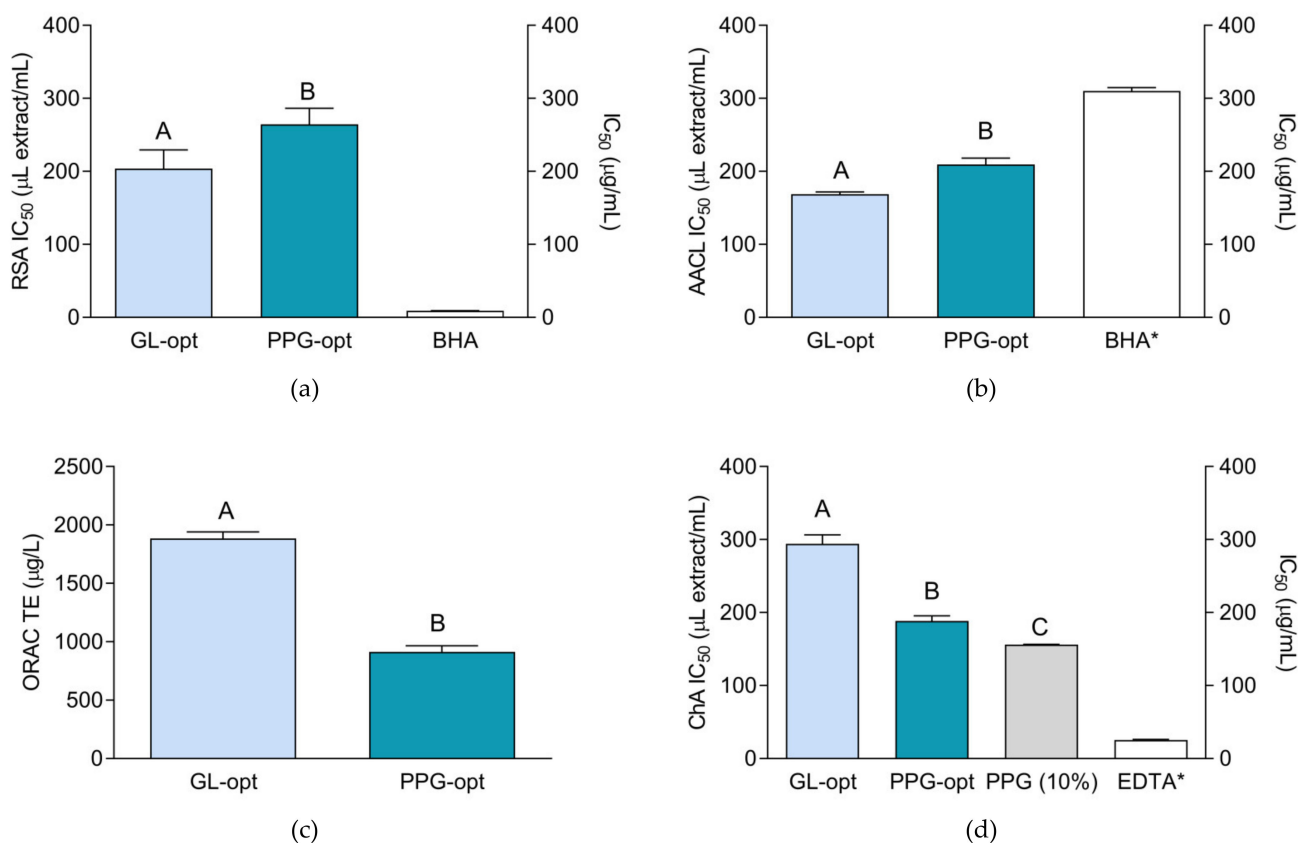 400
300
200
100
0
RSA IC50 (μL extract/mL)
A
B
GL-opt PPG-opt BHA
400
300
200
100
0
IC50 (μg/mL)
(a)
400
300
200
100
0
AACL IC50 (μL extract/mL)
A
B
GL-opt PPG-opt BHA*
400
300
200
100
0
IC50 (μg/mL)
(b)
2500
2000
1500
1000
500
0
ORAC TE (μg/L)
A
B
GL-opt PPG-opt
(c)
400
300
200
100
0
ChA IC50 (μL extract/mL)
A
B
C
GL-opt PPG-opt PPG (10%) EDTA*
400
300
200
100
0
IC50 (μg/mL)
(d)